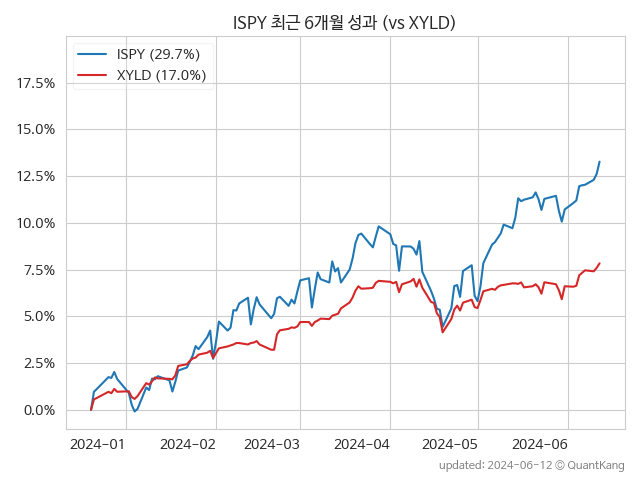 ISPY 최근 6개월 성과 (vs XYLD)
ISPY (29.7%)
XYLD (17.0%)
17.5%
15.0%
12.5%
10.0%
7.5%
5.0%
2.5%
0.0%
2024-01 2024-02 2024-03 2024-04 2024-05 2024-06
updated: 2024-06-12 © QuantKang